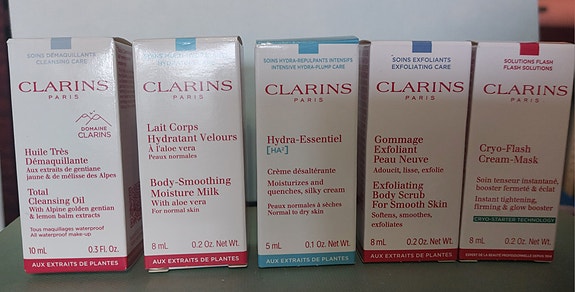 SOINS DÉMAQUILLANTS
CLEANSING CARE
CLARINS
PARIS
DOMAINE
CLARINS
Huile Très
Démaquillante
Aux extraits de gentiane
jaune & de mélisse des Alpes
Total
Cleansing Oil
With Alpine golden gentian
& lemon balm extracts
Tous maquillages waterproof
All waterproof make-up
10 mL 0.3 Fl. Oz.
AUX EXTRAITS DE PLANTES
CLARINS
PARIS
Lait Corps
Hydratant Velours
À l'aloe vera
Peaux normales
Body-Smoothing
Moisture Milk
With aloe vera
For normal skin
8 mL 0.2 Oz. Net Wt.
AUX EXTRAITS DE PLANTES
SOINS HYDRA-REPULPANTS INTENSIFS
INTENSIVE HYDRA-PLUMP CARE
CLARINS
PARIS
Hydra-Essentiel
[HA²]
Crème désaltérante
Moisturizes and
quenches, silky cream
Peaux normales à sèches
Normal to dry skin
5 mL 0.1 Oz. Net Wt.
AUX EXTRAITS DE PLANTES
SOINS EXFOLIANTS
EXFOLIATING CARE
CLARINS
PARIS
Gommage
Exfoliant
Peau Neuve
Adoucit, lisse, exfolie
Exfoliating
Body Scrub
For Smooth Skin
Softens, smoothes,
exfoliates
8 mL 0.2 Oz. Net Wt.
AUX EXTRAITS DE PLANTES
SOLUTIONS FLASH
FLASH SOLUTIONS
CLARINS
PARIS
Cryo-Flash
Cream-Mask
Soin tenseur instantané,
booster fermeté & éclat
Instant tightening,
firming & glow booster
CRYO-STARTER TECHNOLOGY
8 mL 0.2 Oz. Net Wt.
EXPERT DE LA BEAUTÉ PROFESSIONNELLE DEPUIS 1954